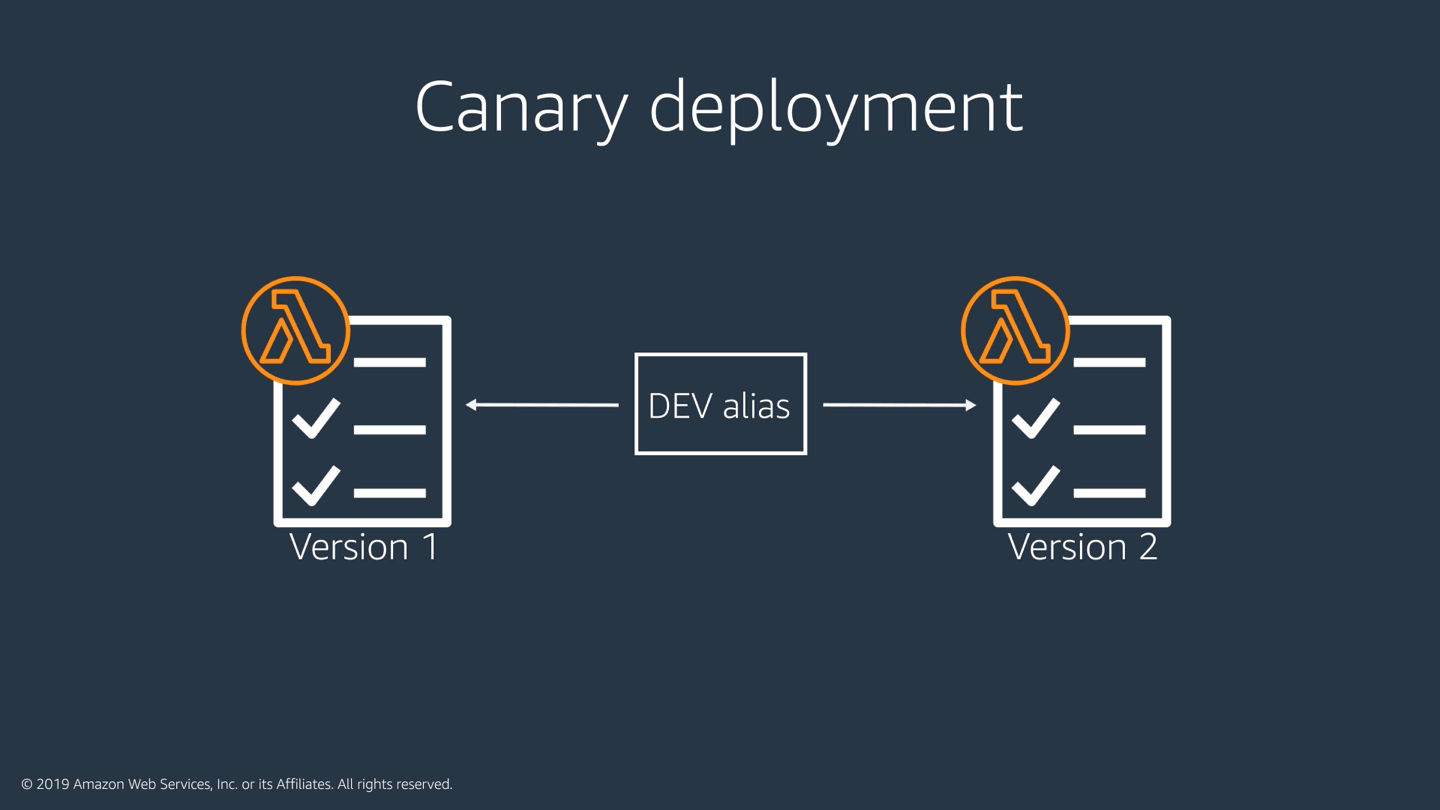 Canary deployment
DEV alias
Version 1
Version 2
© 2019 Amazon Web Services, Inc. or its Affiliates. All rights reserved.